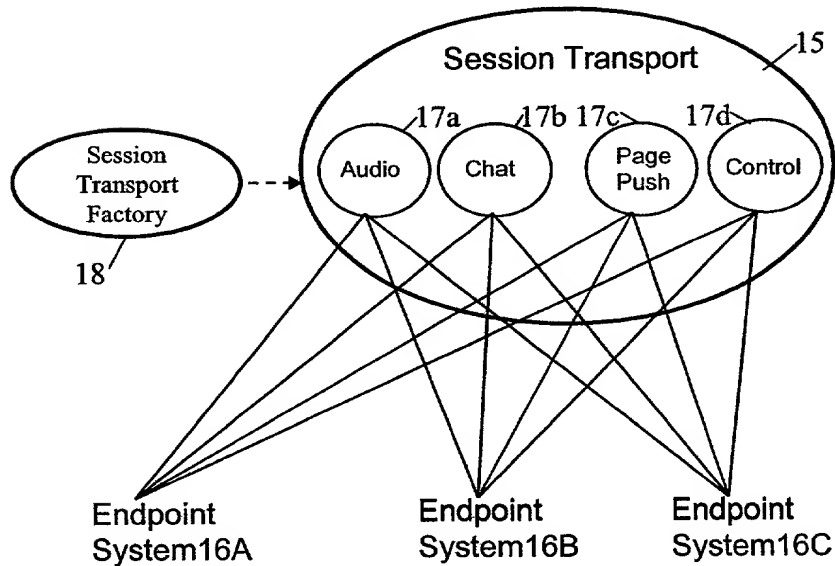 15
Session Transport
17a
17b
17c
17d
Audio
Chat
Page
Push
Control
Session
Transport
Factory
18
Endpoint
System16A
Endpoint
System16B
Endpoint
System16C